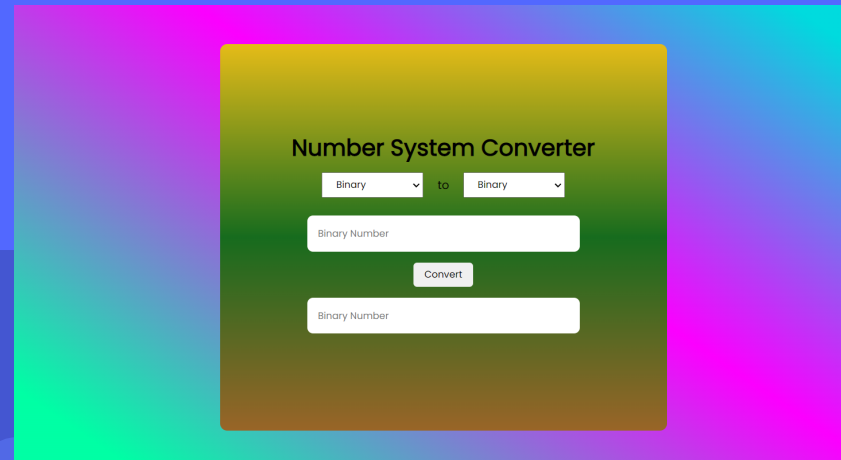 Number System Converter
Binary to Binary
Binary Number
Convert
Binary Number